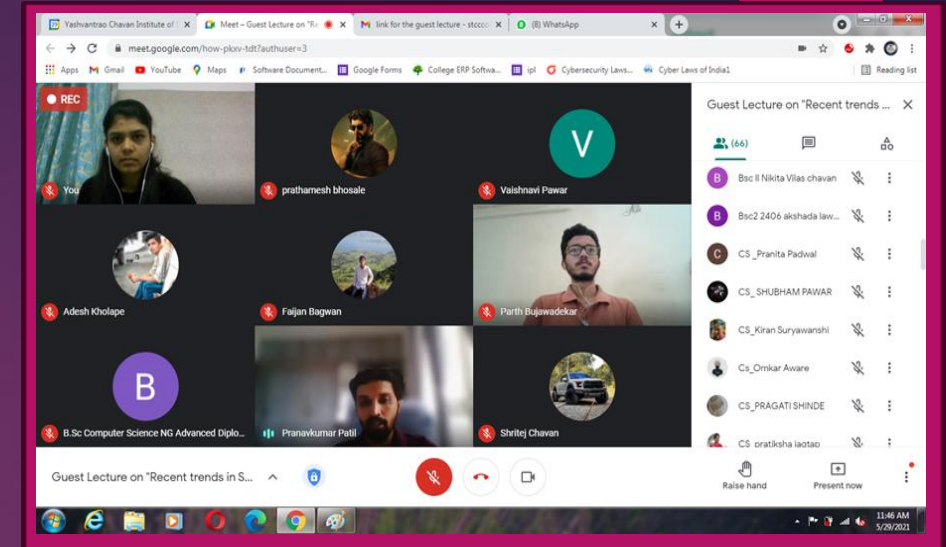 Yashvantrao Chavan Institute of
Meet – Guest Lecture on "Re
link for the guest lecture - stccc
(8) WhatsApp
meet.google.com/how-pkxv-tdt?authuser=3
Apps
Gmail
YouTube
Maps
Software Document...
Google Forms
College ERP Softwa...
ipl
Cybersecurity Laws...
Cyber Laws of India1
Reading list
REC
You
prathamesh bhosale
V
Vaishnavi Pawar
Adesh Kholape
Faijan Bagwan
Parth Bujawadekar
B
B.Sc Computer Science NG Advanced Diplo...
Pranavkumar Patil
Shritej Chavan
Guest Lecture on "Recent trends ...
(66)
B Bsc II Nikita Vilas chavan
B Bsc2 2406 akshada law...
C CS_Pranita Padwal
CS_ SHUBHAM PAWAR
CS_Kiran Suryawanshi
Cs_Omkar Aware
CS_PRAGATI SHINDE
CS pratiksha jagtap
Guest Lecture on "Recent trends in S...
Raise hand
Present now
11:46 AM
5/29/2021